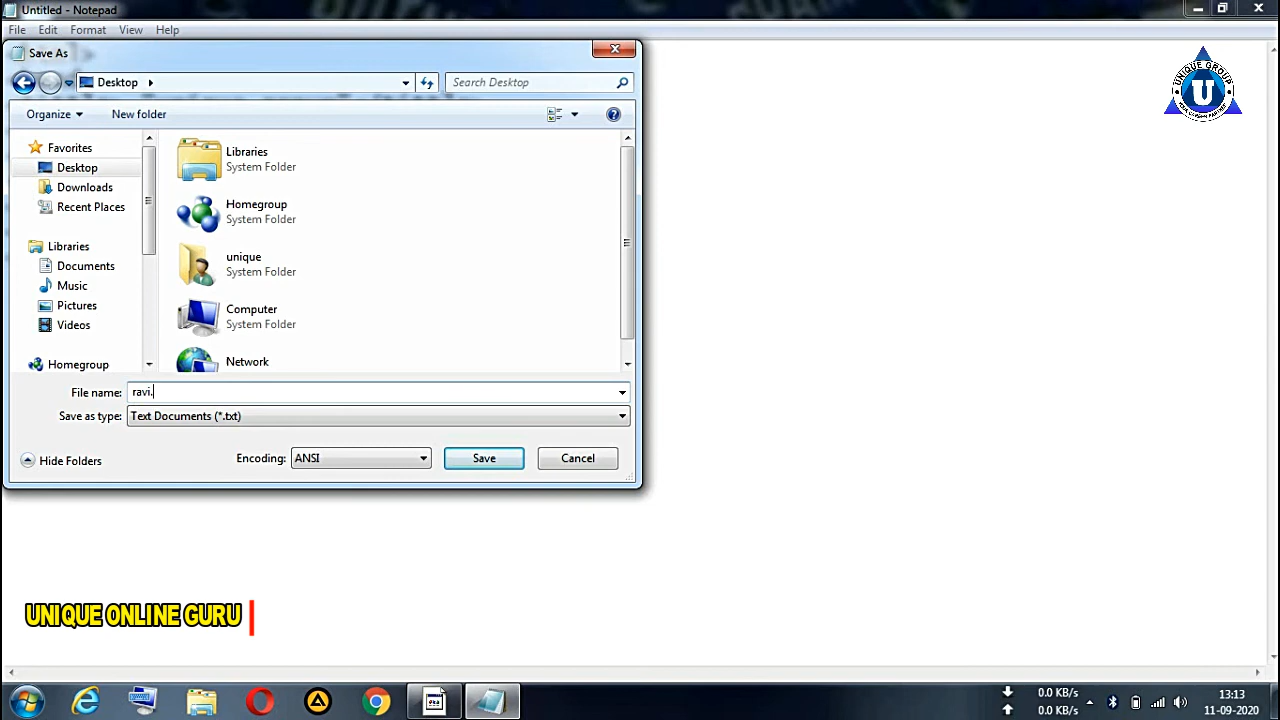 Untitled - Notepad
File Edit Format View Help
Save As
Desktop
Search Desktop
Organize New folder
Favorites
Desktop
Downloads
Recent Places
Libraries
Documents
Music
Pictures
Videos
Homegroup
Libraries
System Folder
Homegroup
System Folder
unique
System Folder
Computer
System Folder
Network
File name: ravi.
Save as type: Text Documents (*.txt)
Hide Folders Encoding: ANSI Save Cancel
UNIQUE GROUP
U
UNIQUE ONLINE GURU
0.0 KB/s
0.0 KB/s
13:13
11-09-2020